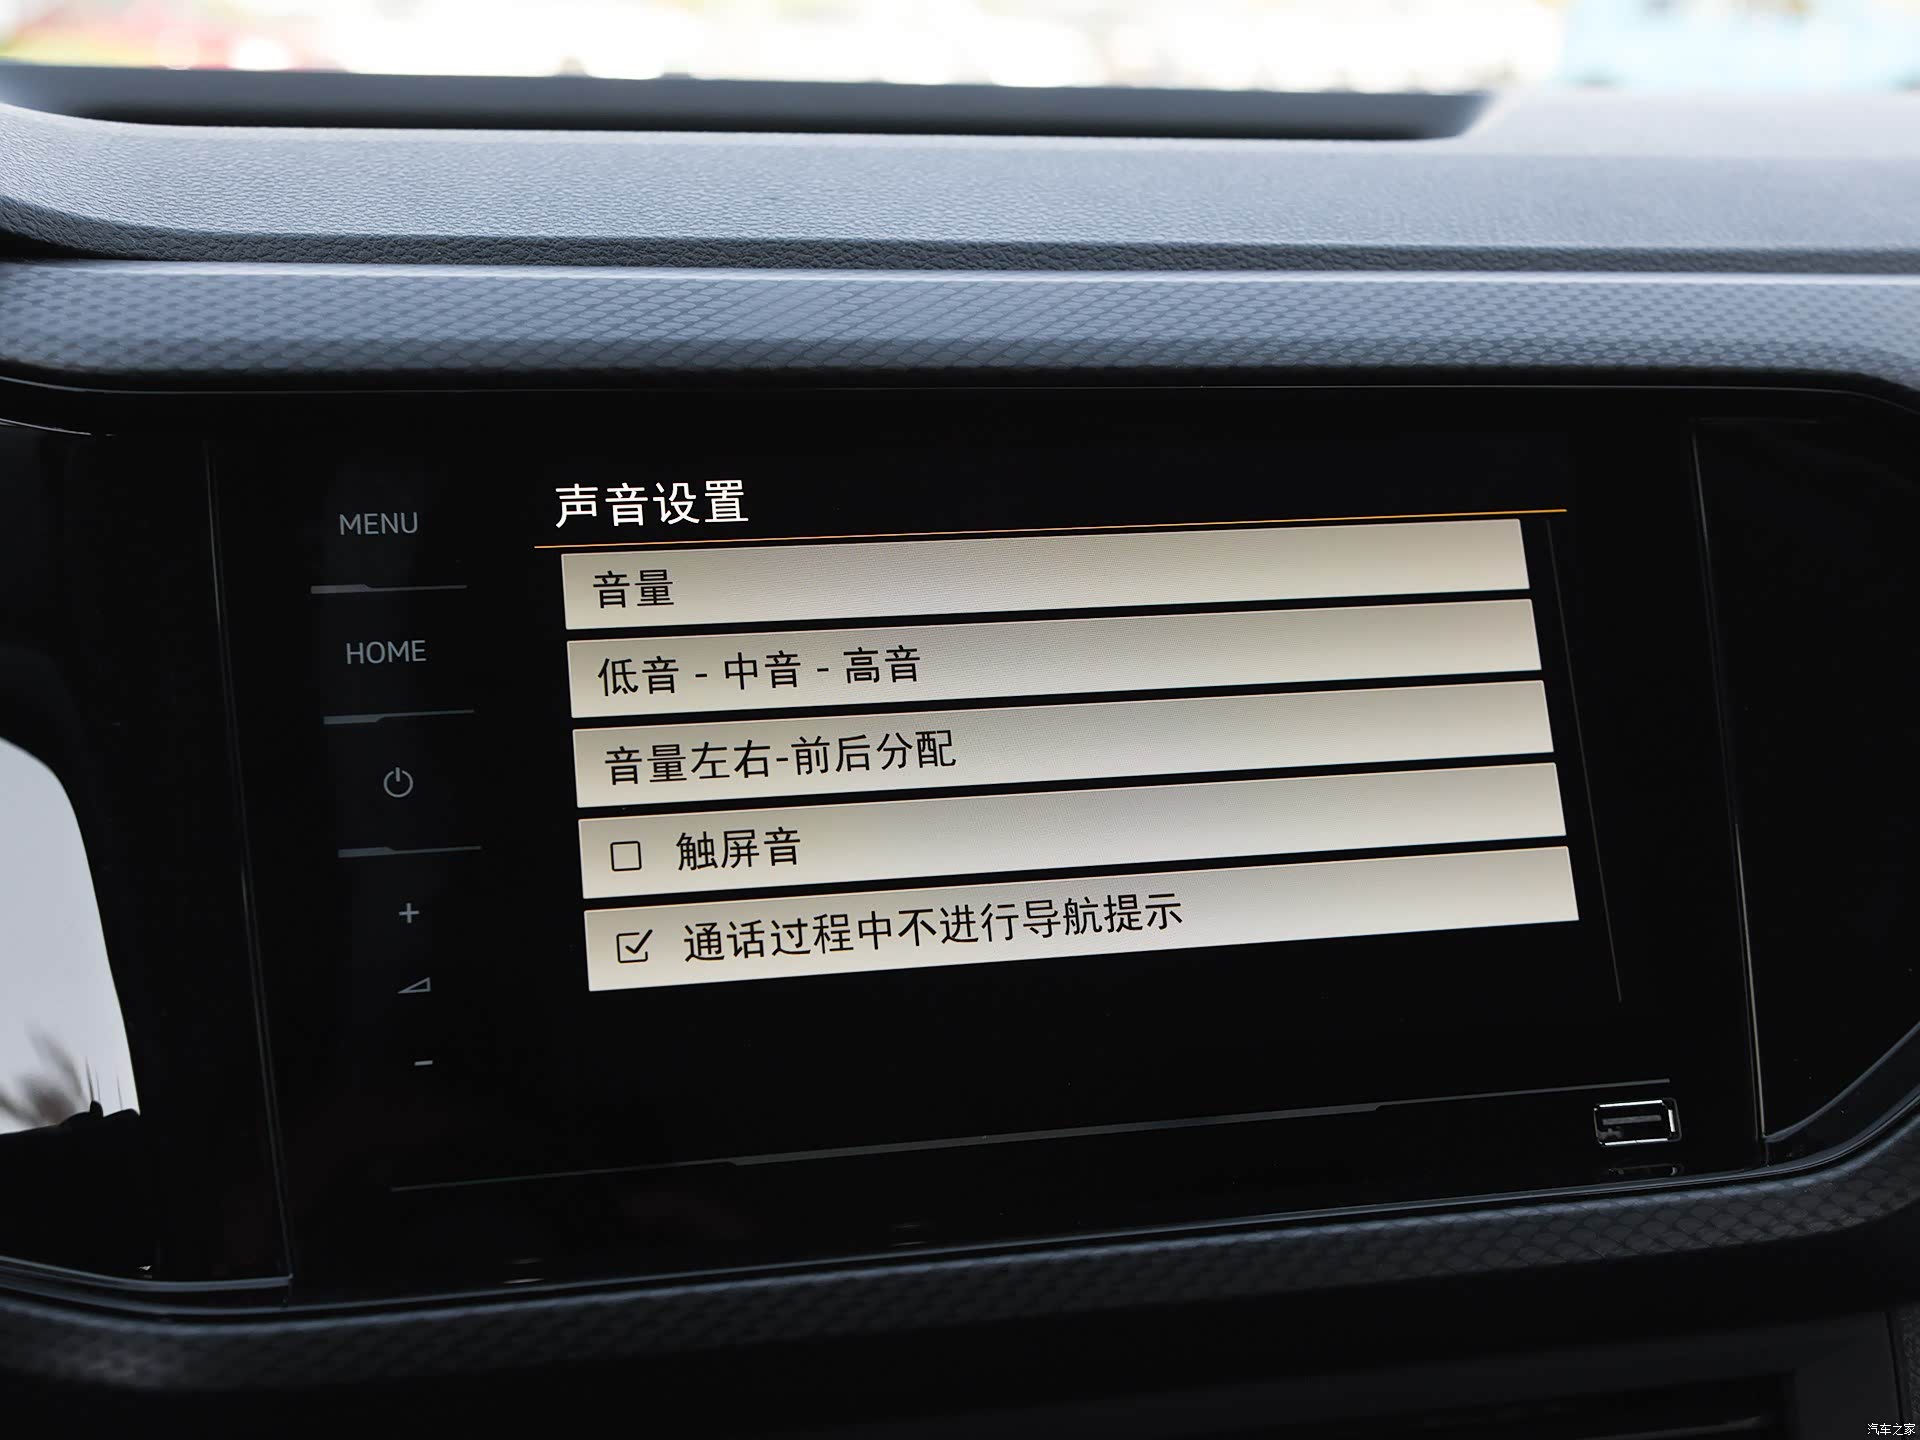 MENU
HOME
声音设置
音量
低音 - 中音 - 高音
音量左右-前后分配
触屏音
通话过程中不进行导航提示
汽车之家